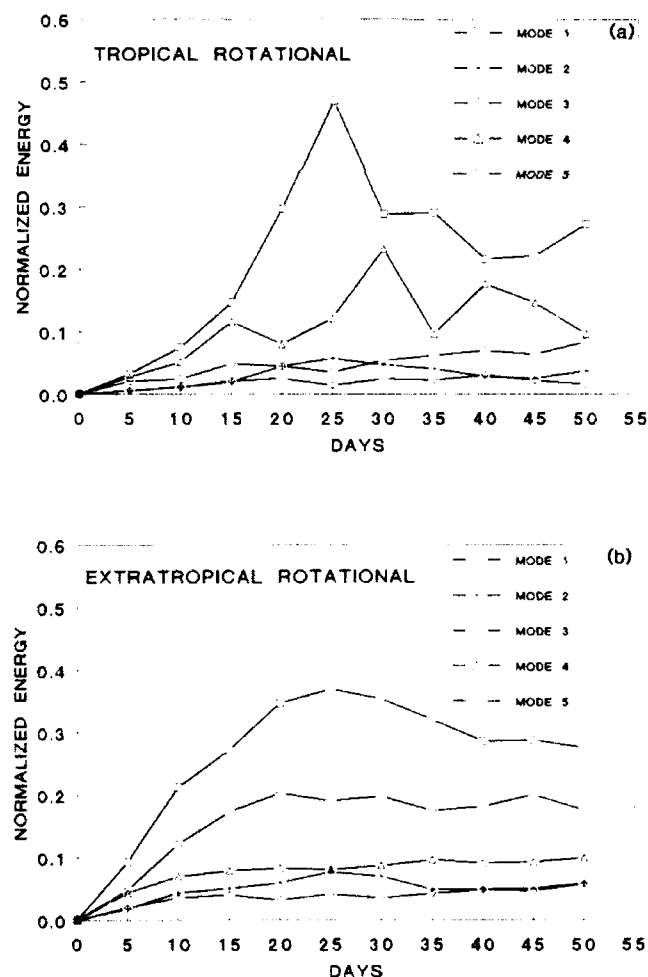 0.6
(a)
MODE 1
TROPICAL ROTATIONAL
MODE 2
0.5
MODE 3
0.4
MODE 4
MODE 5
0.3
NORMALIZED ENERGY
0.2
0.1
0.0
0 5 10 15 20 25 30 35 40 45 50 55
DAYS
0.6
(b)
MODE 1
EXTRATROPICAL ROTATIONAL
MODE 2
0.5
MODE 3
0.4
MODE 4
MODE 5
0.3
NORMALIZED ENERGY
0.2
0.1
0.0
0 5 10 15 20 25 30 35 40 45 50 55
DAYS